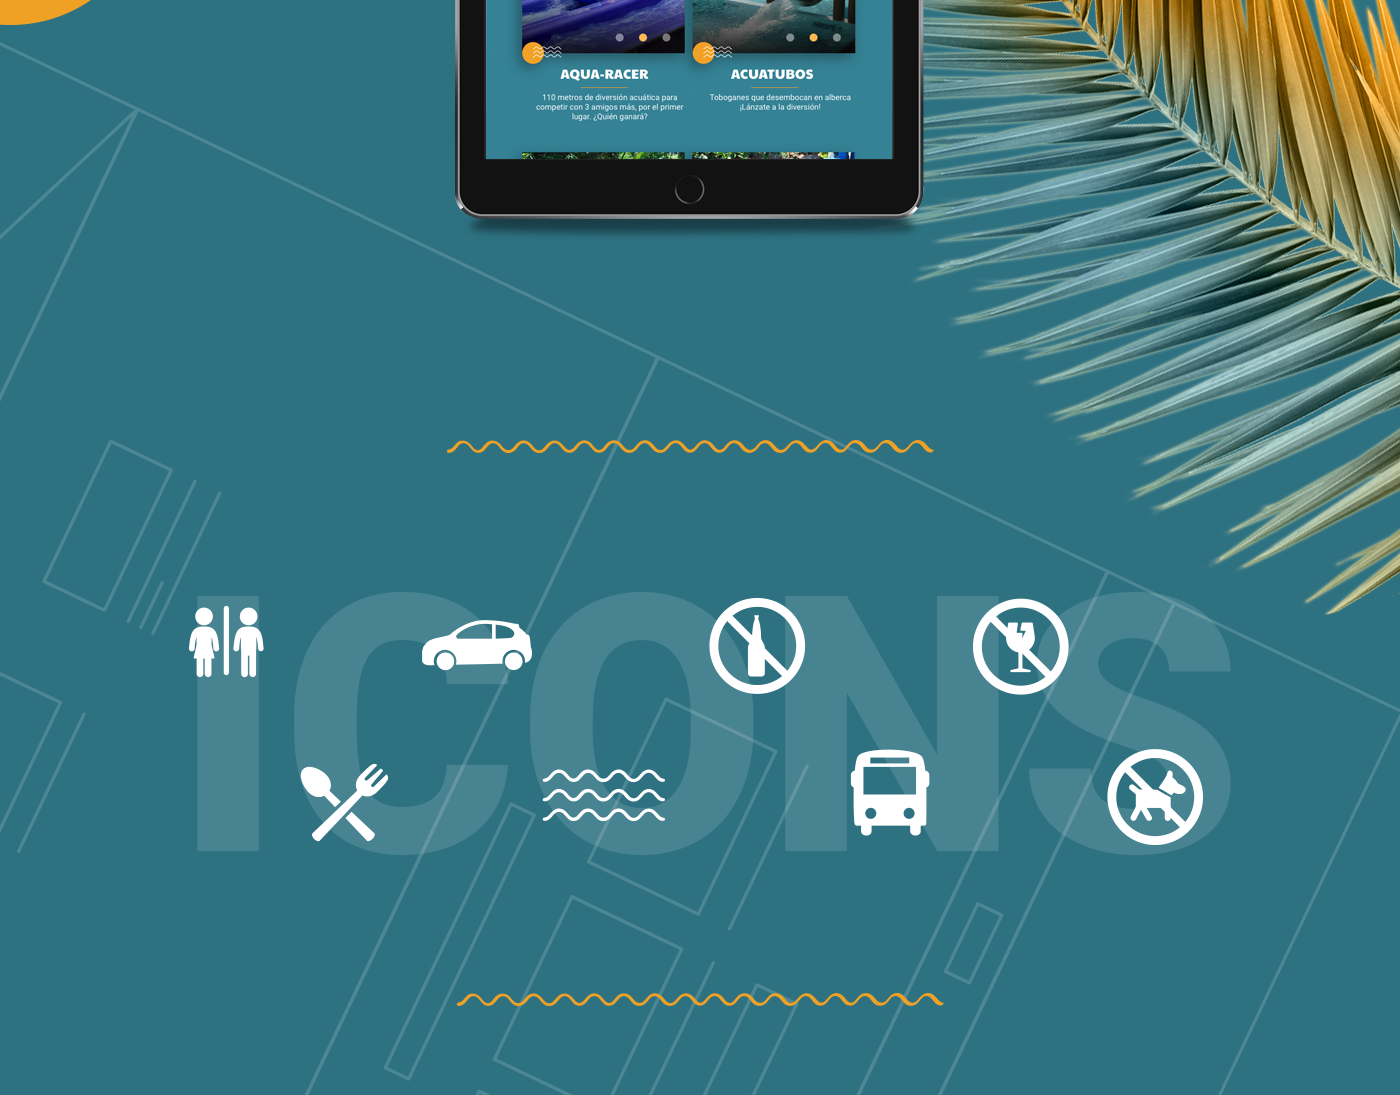 AQUA-RACER
110 metros de diversión acuática para
competir con 3 amigos más, por el primer
lugar. ¿Quién ganará?
ACUATUBOS
Toboganes que desembocan en alberca
¡Lánzate a la diversión!
ICONS